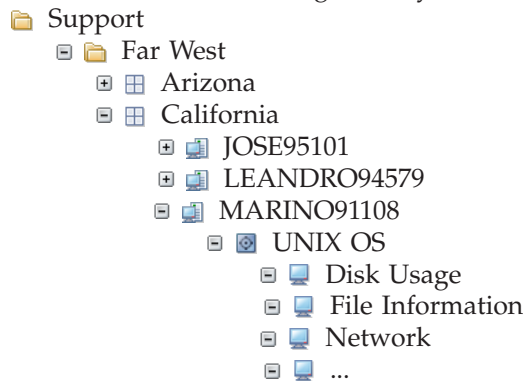 Support
Far West
Arizona
California
JOSE95101
LEANDRO94579
MARINO91108
UNIX OS
Disk Usage
File Information
Network
...